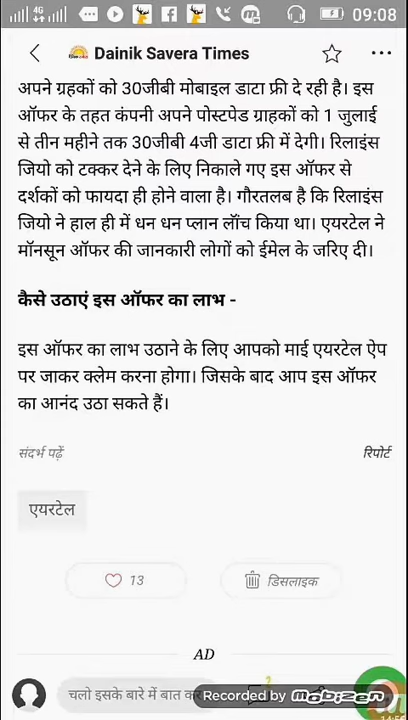 4G
09:08
Dainik Savera Times
अपने ग्रहकों को 30जीबी मोबाइल डाटा फ्री दे रही है। इस
ऑफर के तहत कंपनी अपने पोस्टपेड ग्राहकों को 1 जुलाई
से तीन महीने तक 30जीबी 4जी डाटा फ्री में देगी। रिलाइंस
जियो को टक्कर देने के लिए निकाले गए इस ऑफर से
दर्शकों को फायदा ही होने वाला है। गौरतलब है कि रिलाइंस
जियो ने हाल ही में धन धन प्लान लॉच किया था। एयरटेल ने
मॉनसून ऑफर की जानकारी लोगों को ईमेल के जरिए दी।
कैसे उठाएं इस ऑफर का लाभ -
इस ऑफर का लाभ उठाने के लिए आपको माई एयरटेल ऐप
पर जाकर क्लेम करना होगा। जिसके बाद आप इस ऑफर
का आनंद उठा सकते हैं।
संदर्भ पढ़ें रिपोर्ट
एयरटेल
13 डिसलाइक
AD
चलो इसके बारे में बात कर
Recorded by mobizen